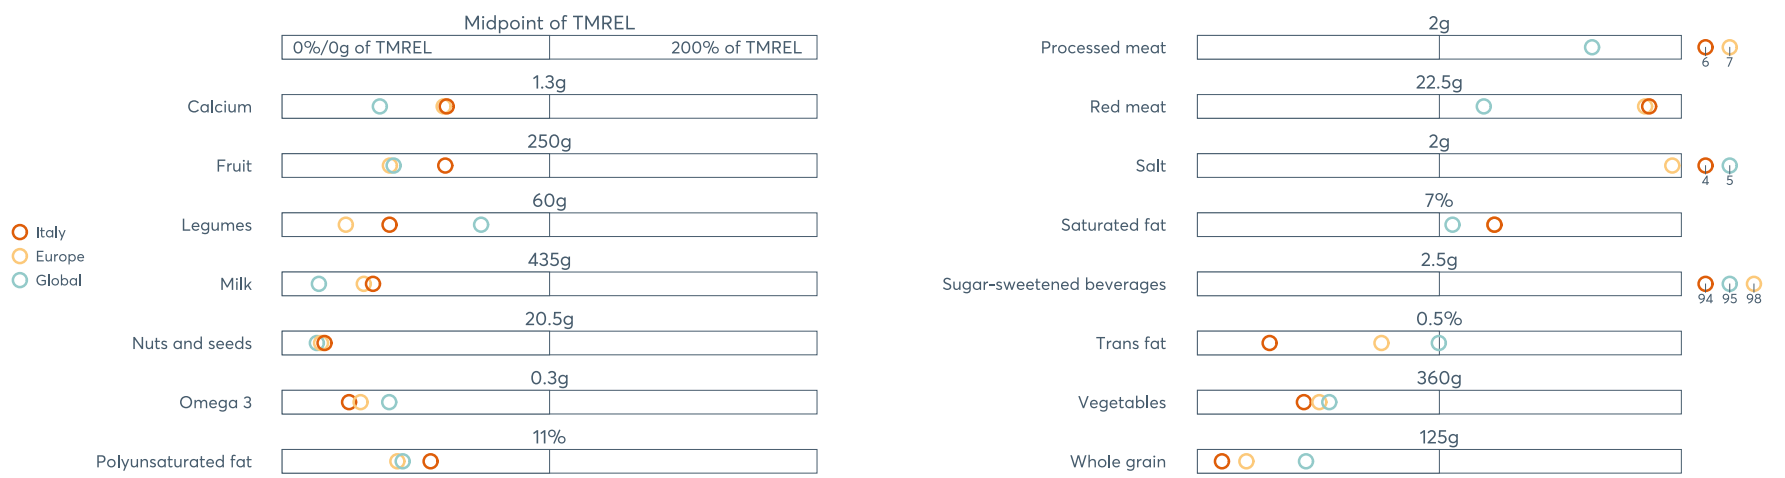 Midpoint of TMREL
0%/0g of TMREL 200% of TMREL
1.3g
Calcium
250g
Fruit
60g
Legumes
435g
Milk
20.5g
Nuts and seeds
0.3g
Omega 3
11%
Polyunsaturated fat
Italy
Europe
Global
2g
Processed meat
6 7
22.5g
Red meat
2g
Salt
4 5
7%
Saturated fat
2.5g
Sugar-sweetened beverages
94 95 98
0.5%
Trans fat
360g
Vegetables
125g
Whole grain